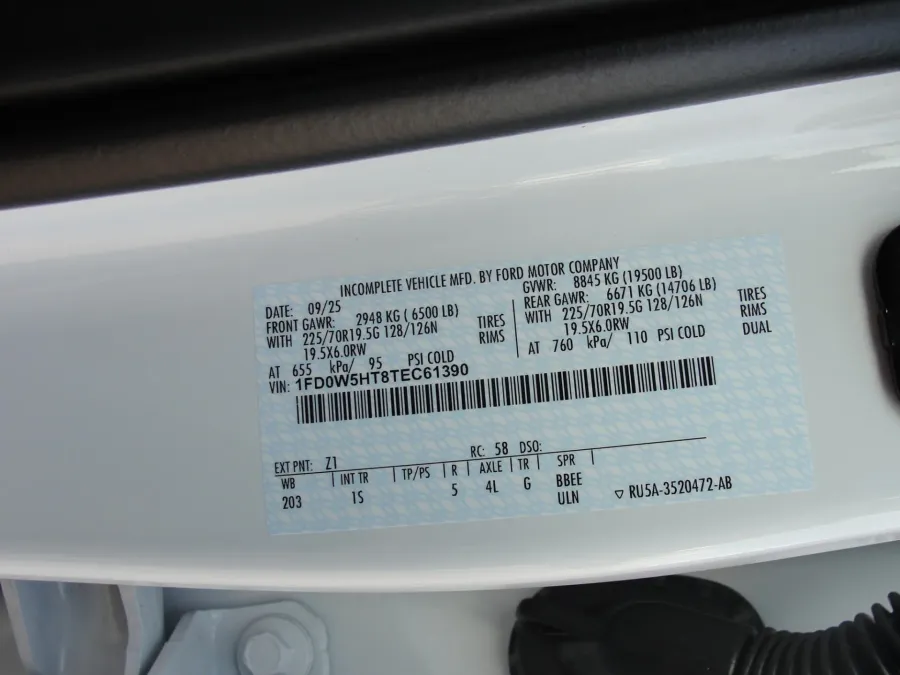 INCOMPLETE VEHICLE MFD. BY FORD MOTOR COMPANY
DATE: 09/25
GVWR: 8845 KG (19500 LB)
FRONT GAWR: 2948 KG ( 6500 LB)
REAR GAWR: 6671 KG (14706 LB)
WITH 225/70R19.5G 128/126N TIRES
WITH 225/70R19.5G 128/126N TIRES
19.5X6.0RW RIMS
19.5X6.0RW RIMS
AT 655 kPa/ 95 PSI COLD
AT 760 kPa/ 110 PSI COLD DUAL
VIN: 1FD0W5HT8TEC61390
EXT PNT: Z1 RC: 58 DSO:
WB INT TR TP/PS R AXLE TR SPR
203 1S 5 4L G BBEE
ULN RU5A-3520472-AB